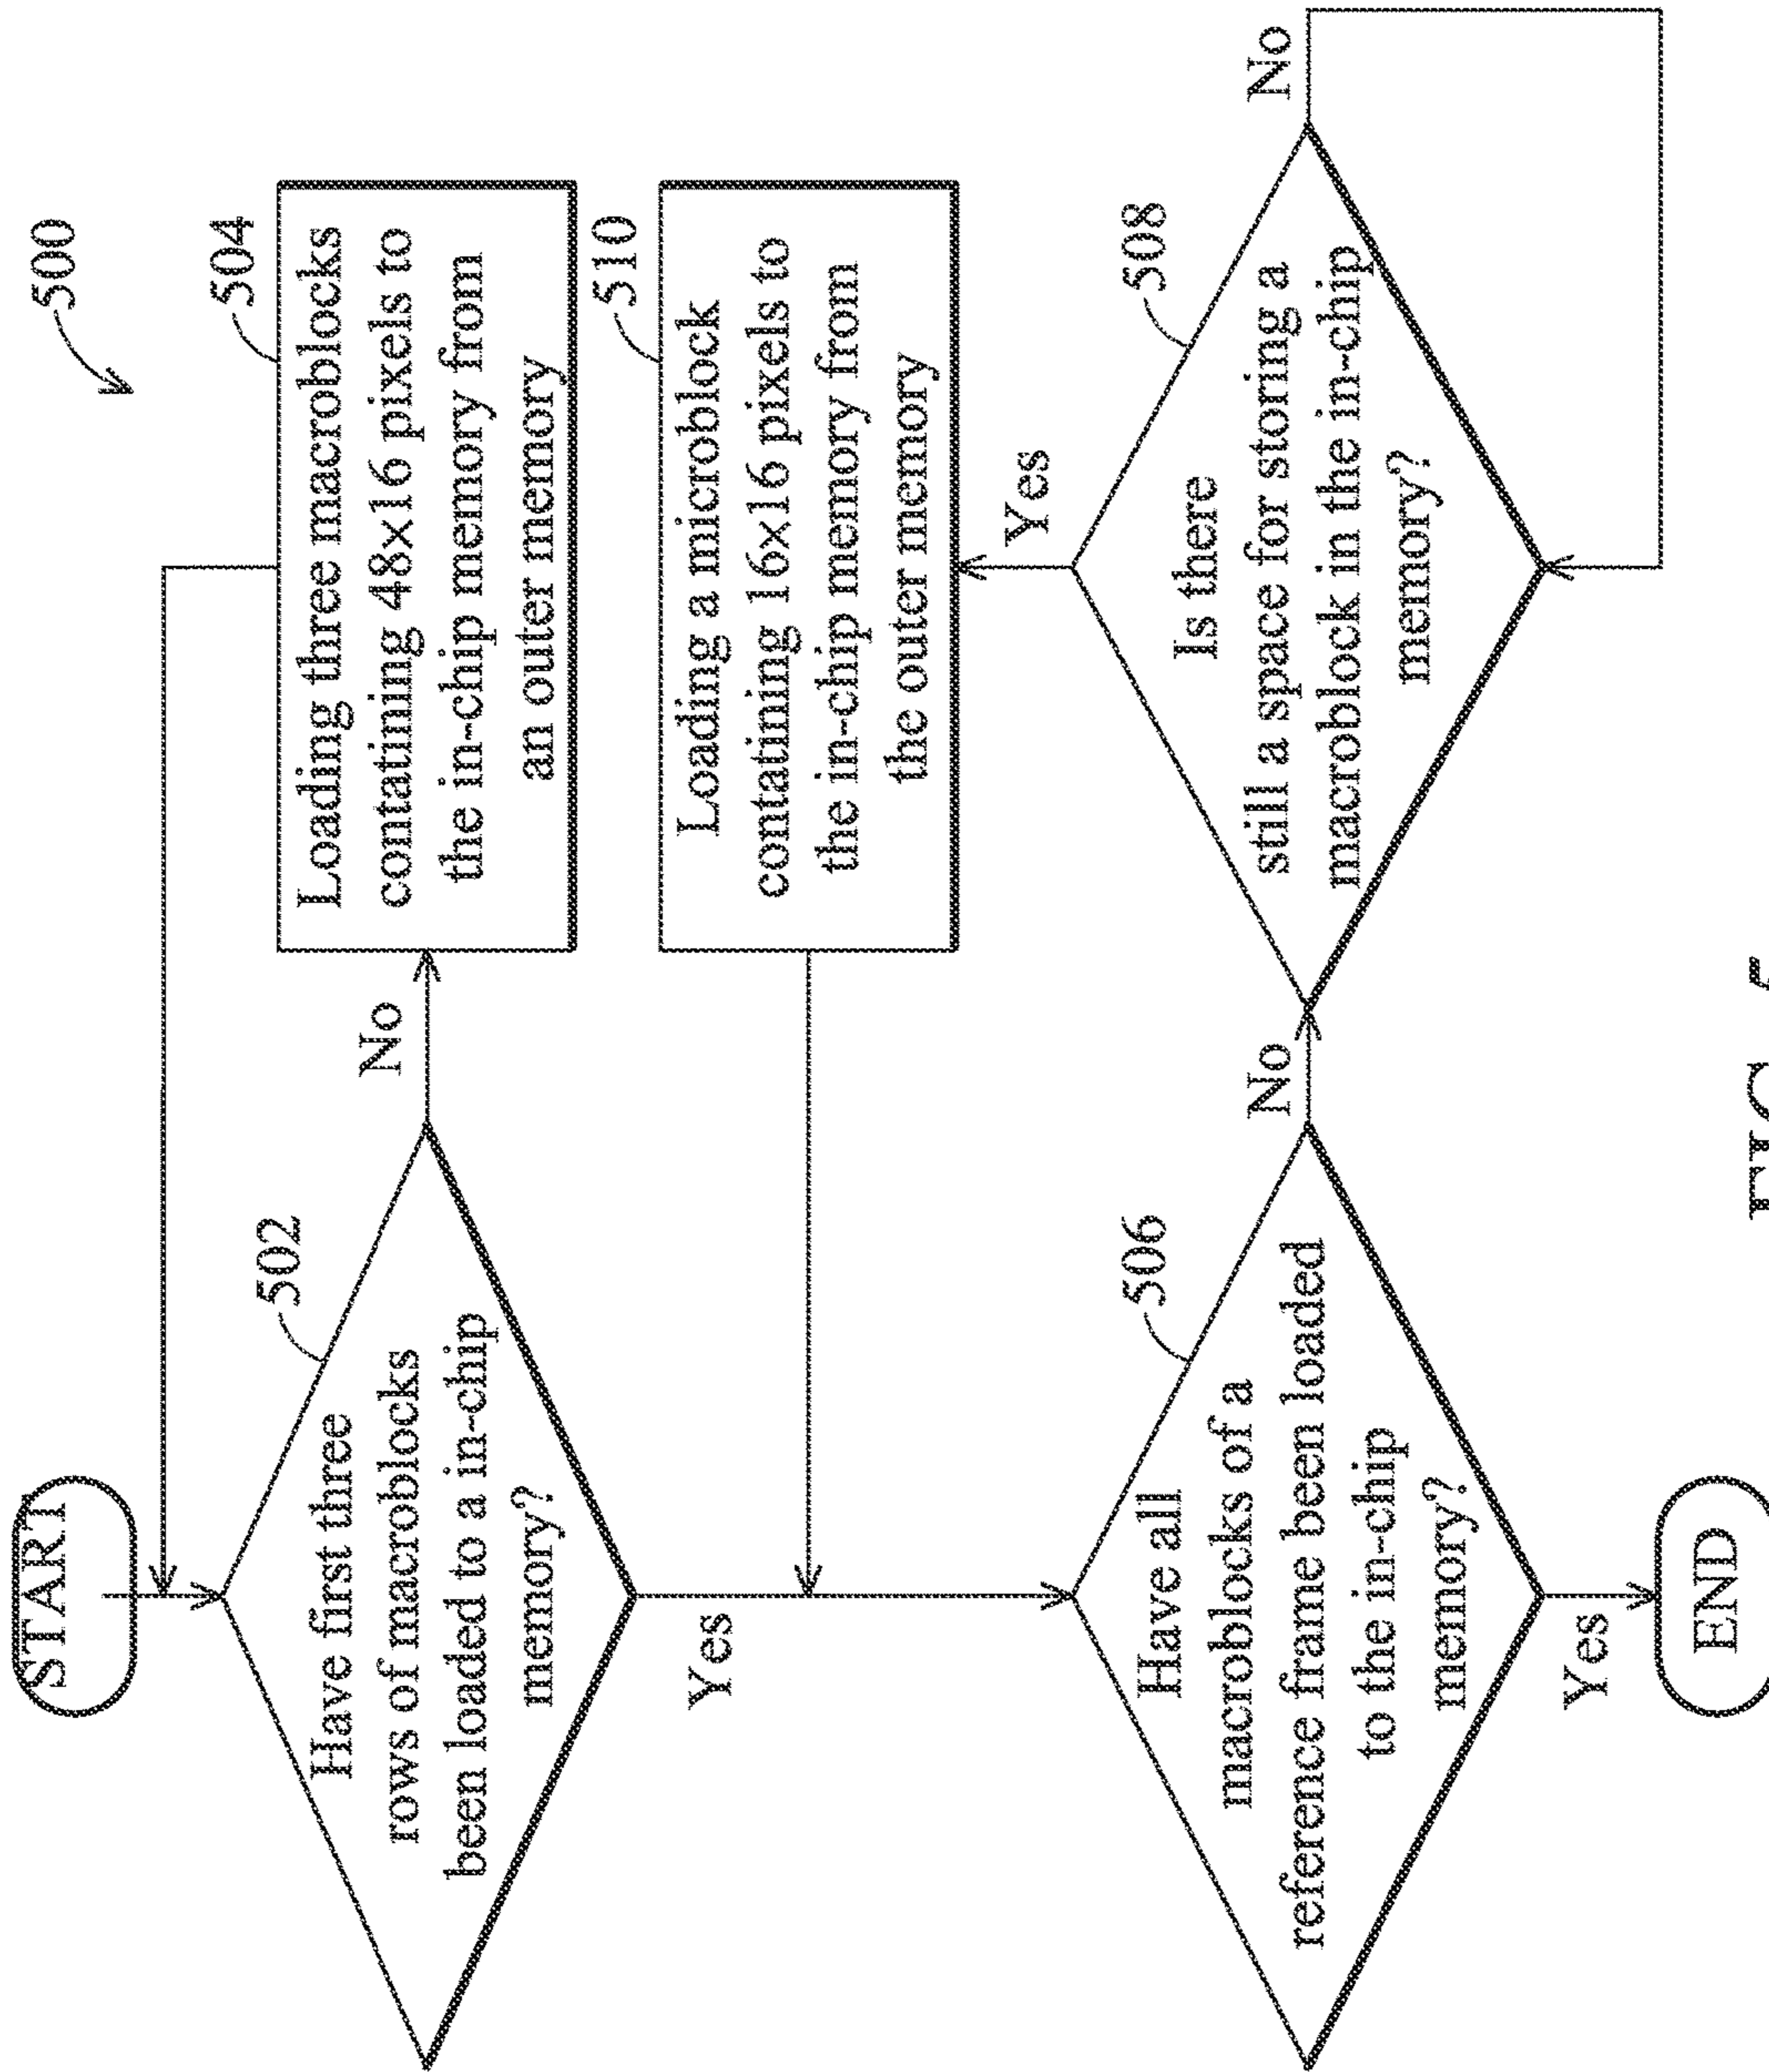 500
START
502
Have first three
rows of macroblocks
been loaded to a in-chip
memory?
No
Yes
504
Loading three macroblocks
contatining 48x16 pixels to
the in-chip memory from
an outer memory
510
Loading a microblock
contatining 16x16 pixels to
the in-chip memory from
the outer memory
506
Have all
macroblocks of a
reference frame been loaded
to the in-chip
memory?
No
Yes
508
Is there
still a space for storing a
macroblock in the in-chip
memory?
Yes
No
END